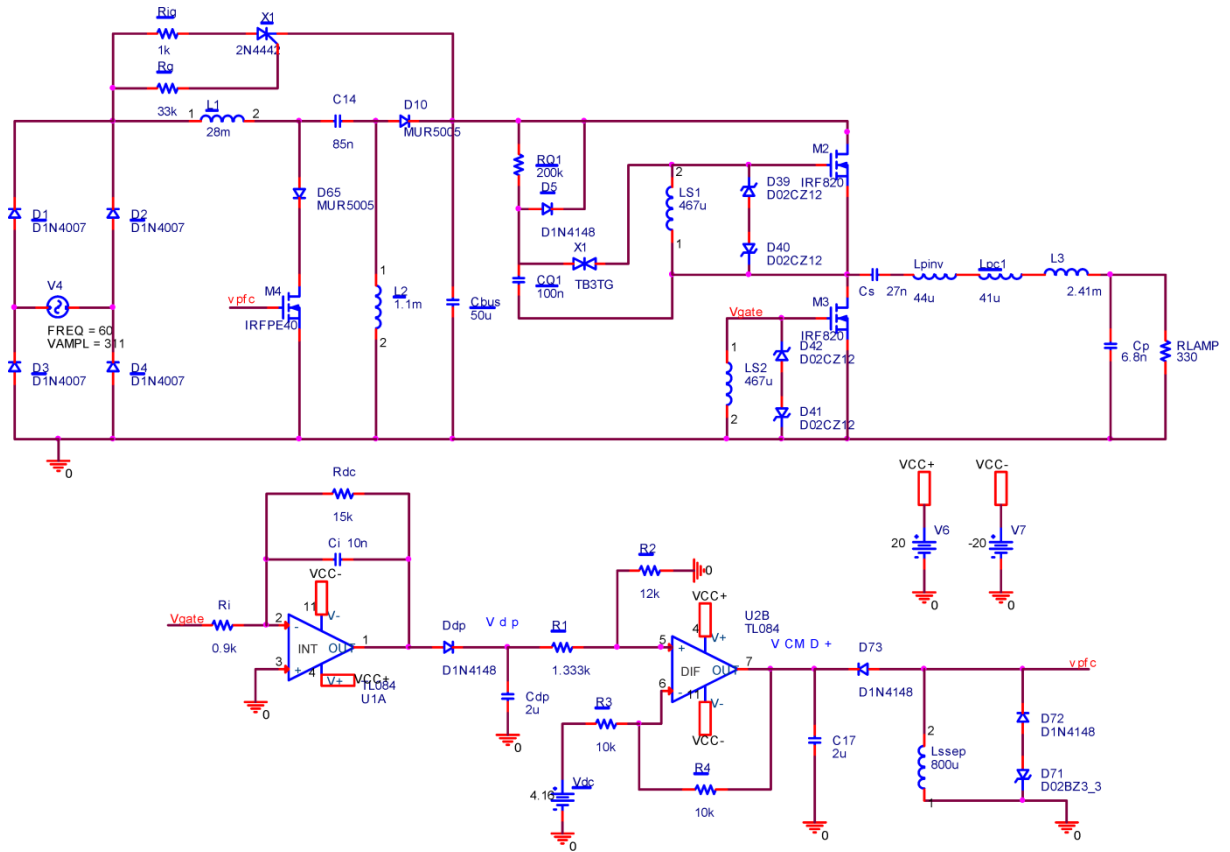 Rig
X1
1k
2N4442
Rg
33k
L1
1
2
28m
C14
85n
D10
MUR5005
D65
MUR5005
D1
D1N4007
D2
D1N4007
V4
FREQ = 60
VAMPL = 311
D3
D1N4007
D4
D1N4007
vpfc
M4
IRFPE40
1
L2
1.1m
2
Cbus
50u
RQ1
200k
D5
D1N4148
X1
TB3TG
CQ1
100n
2
LS1
467u
1
D39
D02CZ12
D40
D02CZ12
M2
IRF820
Cs
27n
Lpinv
44u
Lpc1
41u
L3
2.41m
Vgate
M3
IRF820
D42
D02CZ12
1
LS2
467u
2
D41
D02CZ12
Cp
6.8n
RLAMP
330
0
Rdc
15k
Ci 10n
VCC-
11
V-
Vgate
Ri
0.9k
2
-
INT
OUT
1
3
+
4
V+
VCC+
TL084
U1A
0
Ddp
D1N4148
Vdp
Cdp
2u
0
R1
1.333k
R2
12k
0
VCC+
4
V+
U2B
TL084
5
+
DIF
OUT
7
6
-
11
V-
VCC-
R3
10k
R4
10k
4.16
Vdc
0
VCMD+
D73
D1N4148
C17
2u
0
vpfc
2
Lssep
800u
1
D72
D1N4148
D71
D02BZ3_3
0
VCC+
VCC-
20
V6
-20
V7
0
0